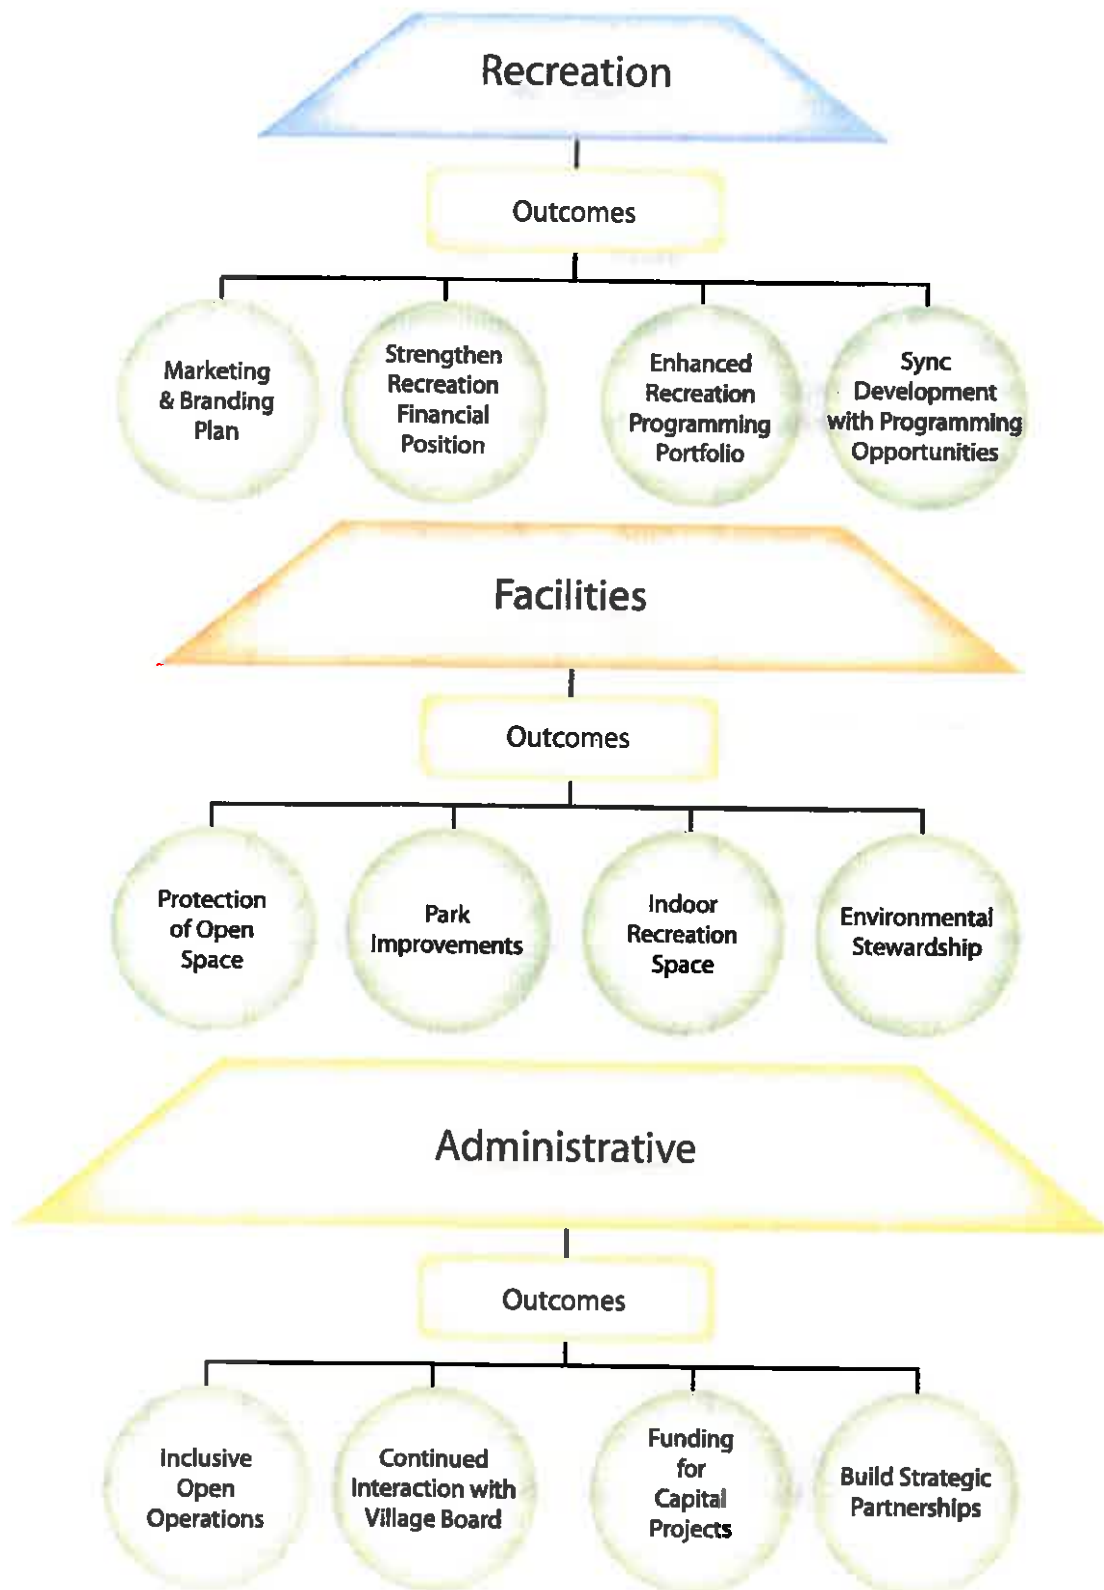 Recreation
Outcomes
Marketing
& Branding
Plan
Strengthen
Recreation
Financial
Position
Enhanced
Recreation
Programming
Portfolio
Sync
Development
with Programming
Opportunities
Facilities
Outcomes
Protection
of Open
Space
Park
Improvements
Indoor
Recreation
Space
Environmental
Stewardship
Administrative
Outcomes
Inclusive
Open
Operations
Continued
Interaction with
Village Board
Funding
for
Capital
Projects
Build Strategic
Partnerships